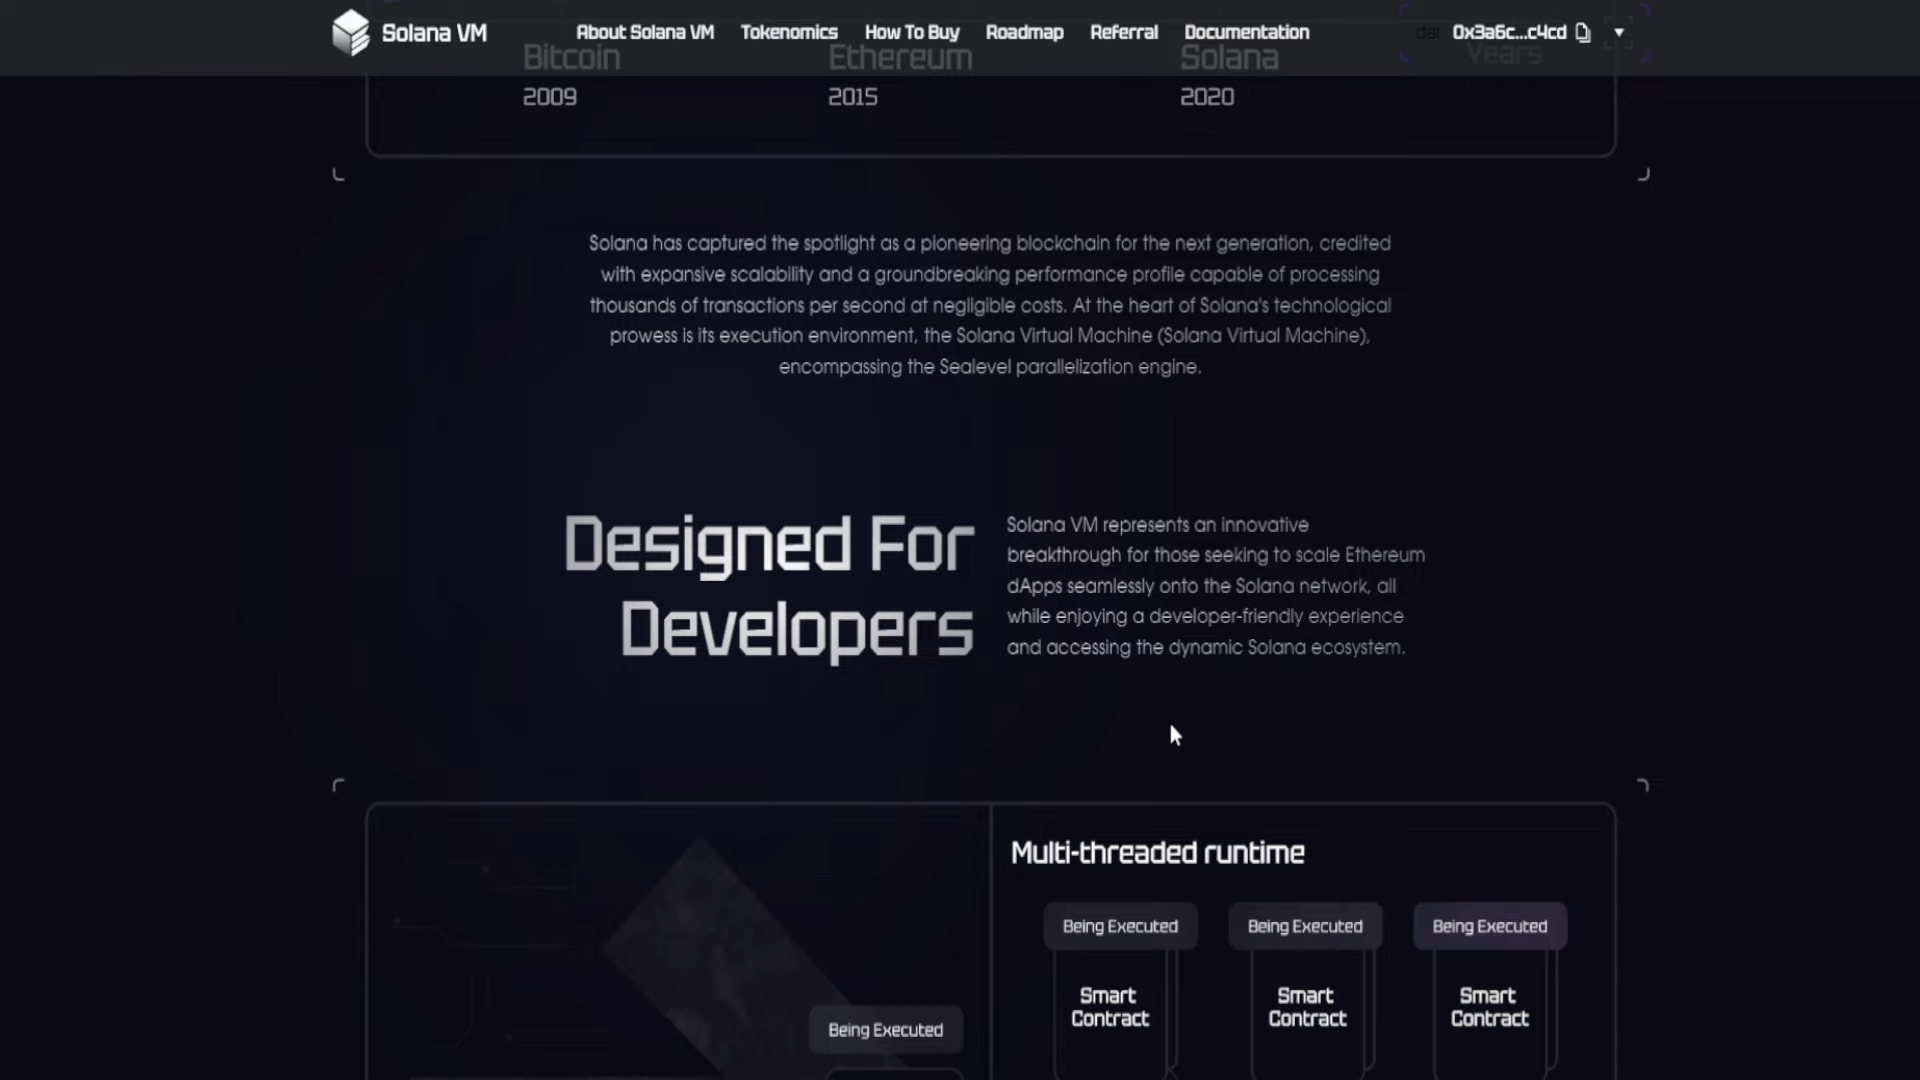 Solana VM
About Solana VM
Tokenomics
How To Buy
Roadmap
Referral
Documentation
0x3a6c...c4cd
Bitcoin
Ethereum
Solana
Years
2009
2015
2020
Solana has captured the spotlight as a pioneering blockchain for the next generation, credited
with expansive scalability and a groundbreaking performance profile capable of processing
thousands of transactions per second at negligible costs. At the heart of Solana's technological
prowess is its execution environment, the Solana Virtual Machine (Solana Virtual Machine),
encompassing the Sealevel parallelization engine.
Designed For
Developers
Solana VM represents an innovative
breakthrough for those seeking to scale Ethereum
dApps seamlessly onto the Solana network, all
while enjoying a developer-friendly experience
and accessing the dynamic Solana ecosystem.
Multi-threaded runtime
Being Executed
Being Executed
Being Executed
Smart
Contract
Smart
Contract
Smart
Contract
Being Executed